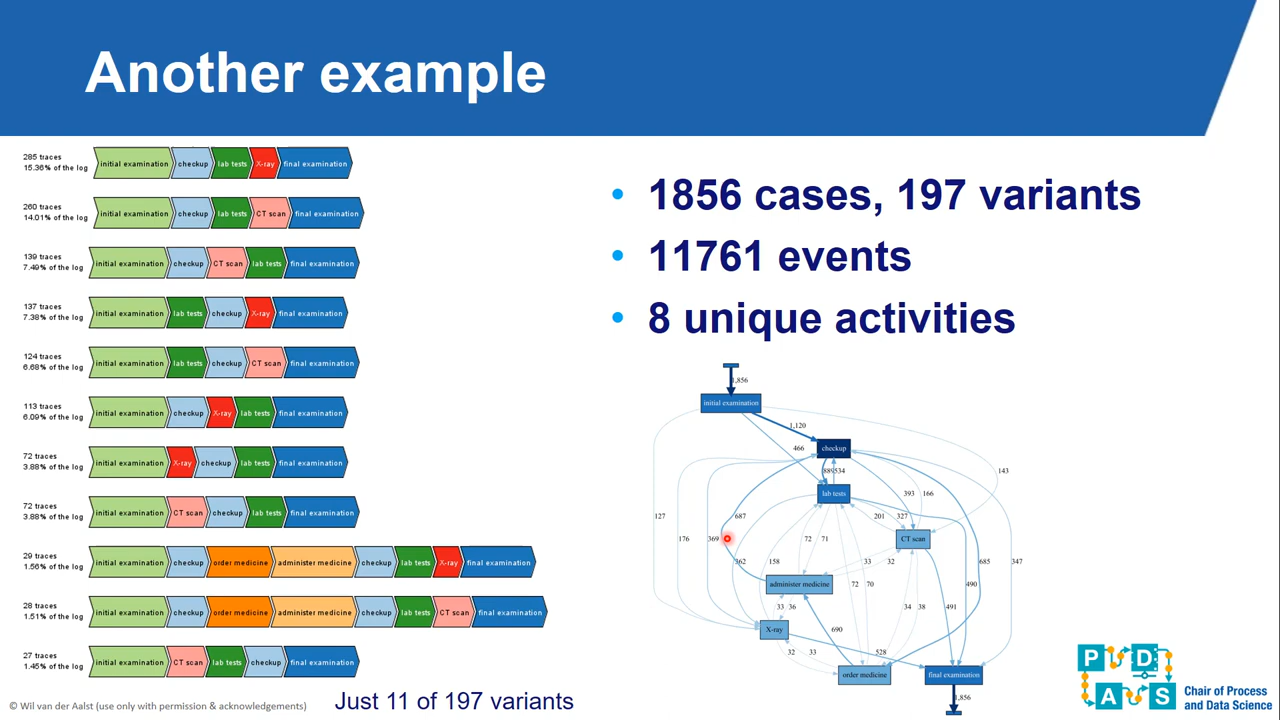 Another example
285 traces
15.36% of the log
initial examination checkup lab tests X-ray final examination
260 traces
14.01% of the log
initial examination checkup lab tests CT scan final examination
139 traces
7.49% of the log
initial examination checkup CT scan lab tests final examination
137 traces
7.38% of the log
initial examination lab tests checkup X-ray final examination
124 traces
6.68% of the log
initial examination lab tests checkup CT scan final examination
113 traces
6.09% of the log
initial examination checkup X-ray lab tests final examination
72 traces
3.88% of the log
initial examination X-ray checkup lab tests final examination
72 traces
3.88% of the log
initial examination CT scan checkup lab tests final examination
29 traces
1.56% of the log
initial examination checkup order medicine administer medicine checkup lab tests X-ray final examination
28 traces
1.51% of the log
initial examination checkup order medicine administer medicine checkup lab tests CT scan final examination
27 traces
1.45% of the log
initial examination CT scan lab tests checkup final examination
Just 11 of 197 variants
© Wil van der Aalst (use only with permission & acknowledgements)
• 1856 cases, 197 variants
• 11761 events
• 8 unique activities
1,856
initial examination
1,120
466
checkup
534
143
lab tests
393 166
127
687
201 327
176
369
72 71
CT scan
362
158
33 32
685
347
administer medicine
72 70
490
33 36
34 38
491
X-ray
690
32 33
528
order medicine
final examination
1,856
P D
A S
Chair of Process
and Data Science